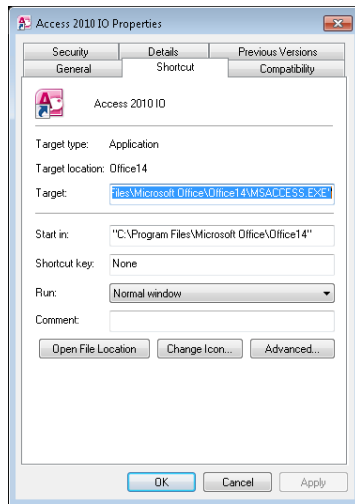 Access 2010 IO Properties
Security Details Previous Versions
General Shortcut Compatibility
Access 2010 IO
Target type: Application
Target location: Office14
Target: Files\Microsoft Office\Office14\MSACCESS.EXE"
Start in: "C:\Program Files\Microsoft Office\Office14"
Shortcut key: None
Run: Normal window
Comment:
Open File Location Change Icon... Advanced...
OK Cancel Apply